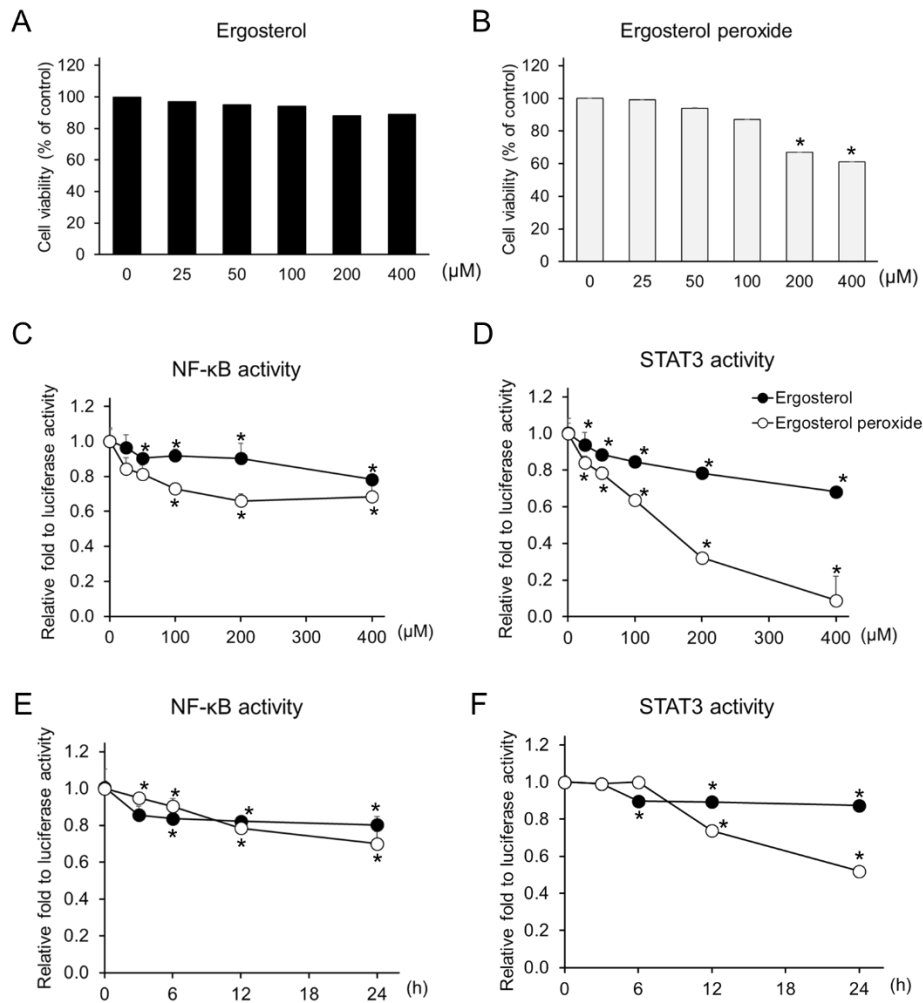 A
Ergosterol
Cell viability (% of control)
120
100
80
60
40
20
0
0 25 50 100 200 400 (µM)
B
Ergosterol peroxide
Cell viability (% of control)
120
100
80
60
40
20
0
* *
0 25 50 100 200 400 (µM)
C
NF-κB activity
Relative fold to luciferase activity
1.2
1.0
0.8
0.6
0.4
0.2
0.0
* * * *
* * *
0 100 200 300 400 (µM)
D
STAT3 activity
Ergosterol
Ergosterol peroxide
Relative fold to luciferase activity
1.2
1.0
0.8
0.6
0.4
0.2
0.0
* * * * *
* * * * *
0 100 200 300 400 (µM)
E
NF-κB activity
Relative fold to luciferase activity
1.2
1.0
0.8
0.6
0.4
0.2
0.0
* * * *
* * *
0 6 12 18 24 (h)
F
STAT3 activity
Relative fold to luciferase activity
1.2
1.0
0.8
0.6
0.4
0.2
0.0
* *
* * *
0 6 12 18 24 (h)